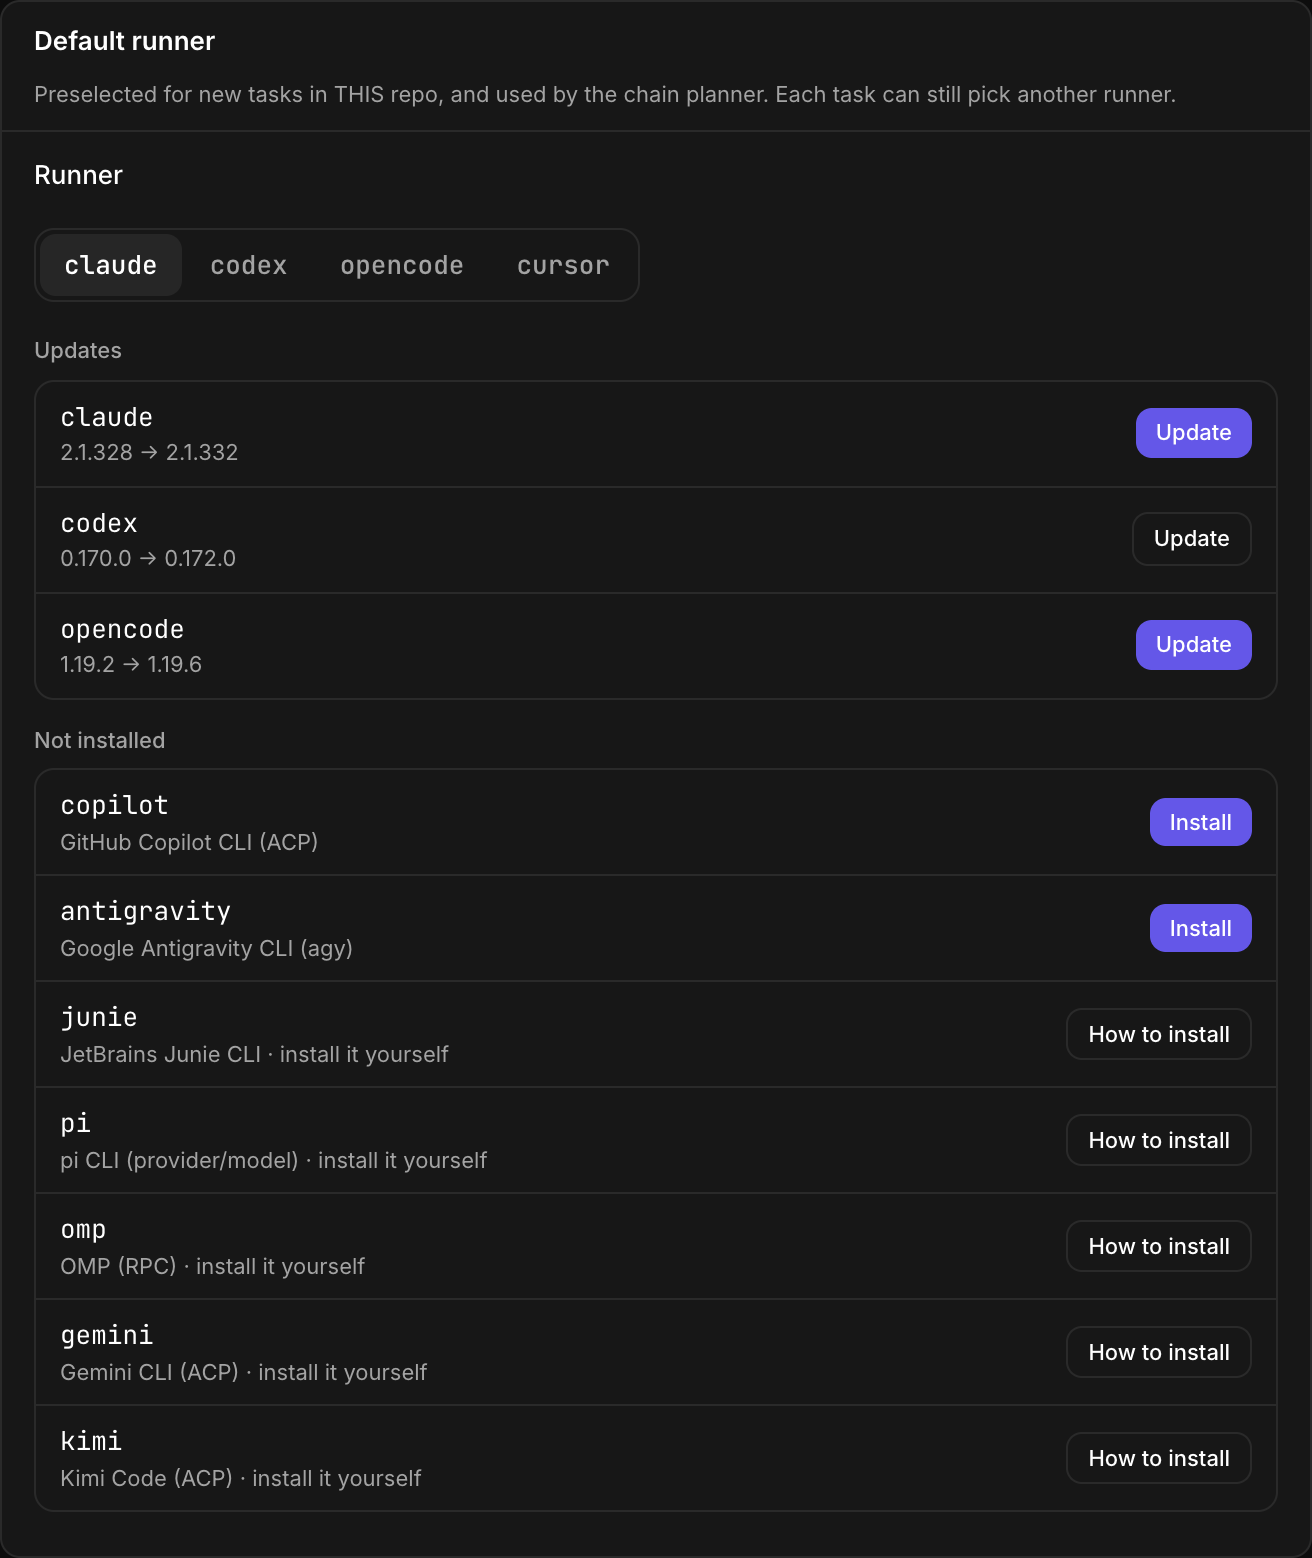 Default runner
Preselected for new tasks in THIS repo, and used by the chain planner. Each task can still pick another runner.
Runner
claude codex opencode cursor
Updates
claude
2.1.328 → 2.1.332
Update
codex
0.170.0 → 0.172.0
Update
opencode
1.19.2 → 1.19.6
Update
Not installed
copilot
GitHub Copilot CLI (ACP)
Install
antigravity
Google Antigravity CLI (agy)
Install
junie
JetBrains Junie CLI · install it yourself
How to install
pi
pi CLI (provider/model) · install it yourself
How to install
omp
OMP (RPC) · install it yourself
How to install
gemini
Gemini CLI (ACP) · install it yourself
How to install
kimi
Kimi Code (ACP) · install it yourself
How to install